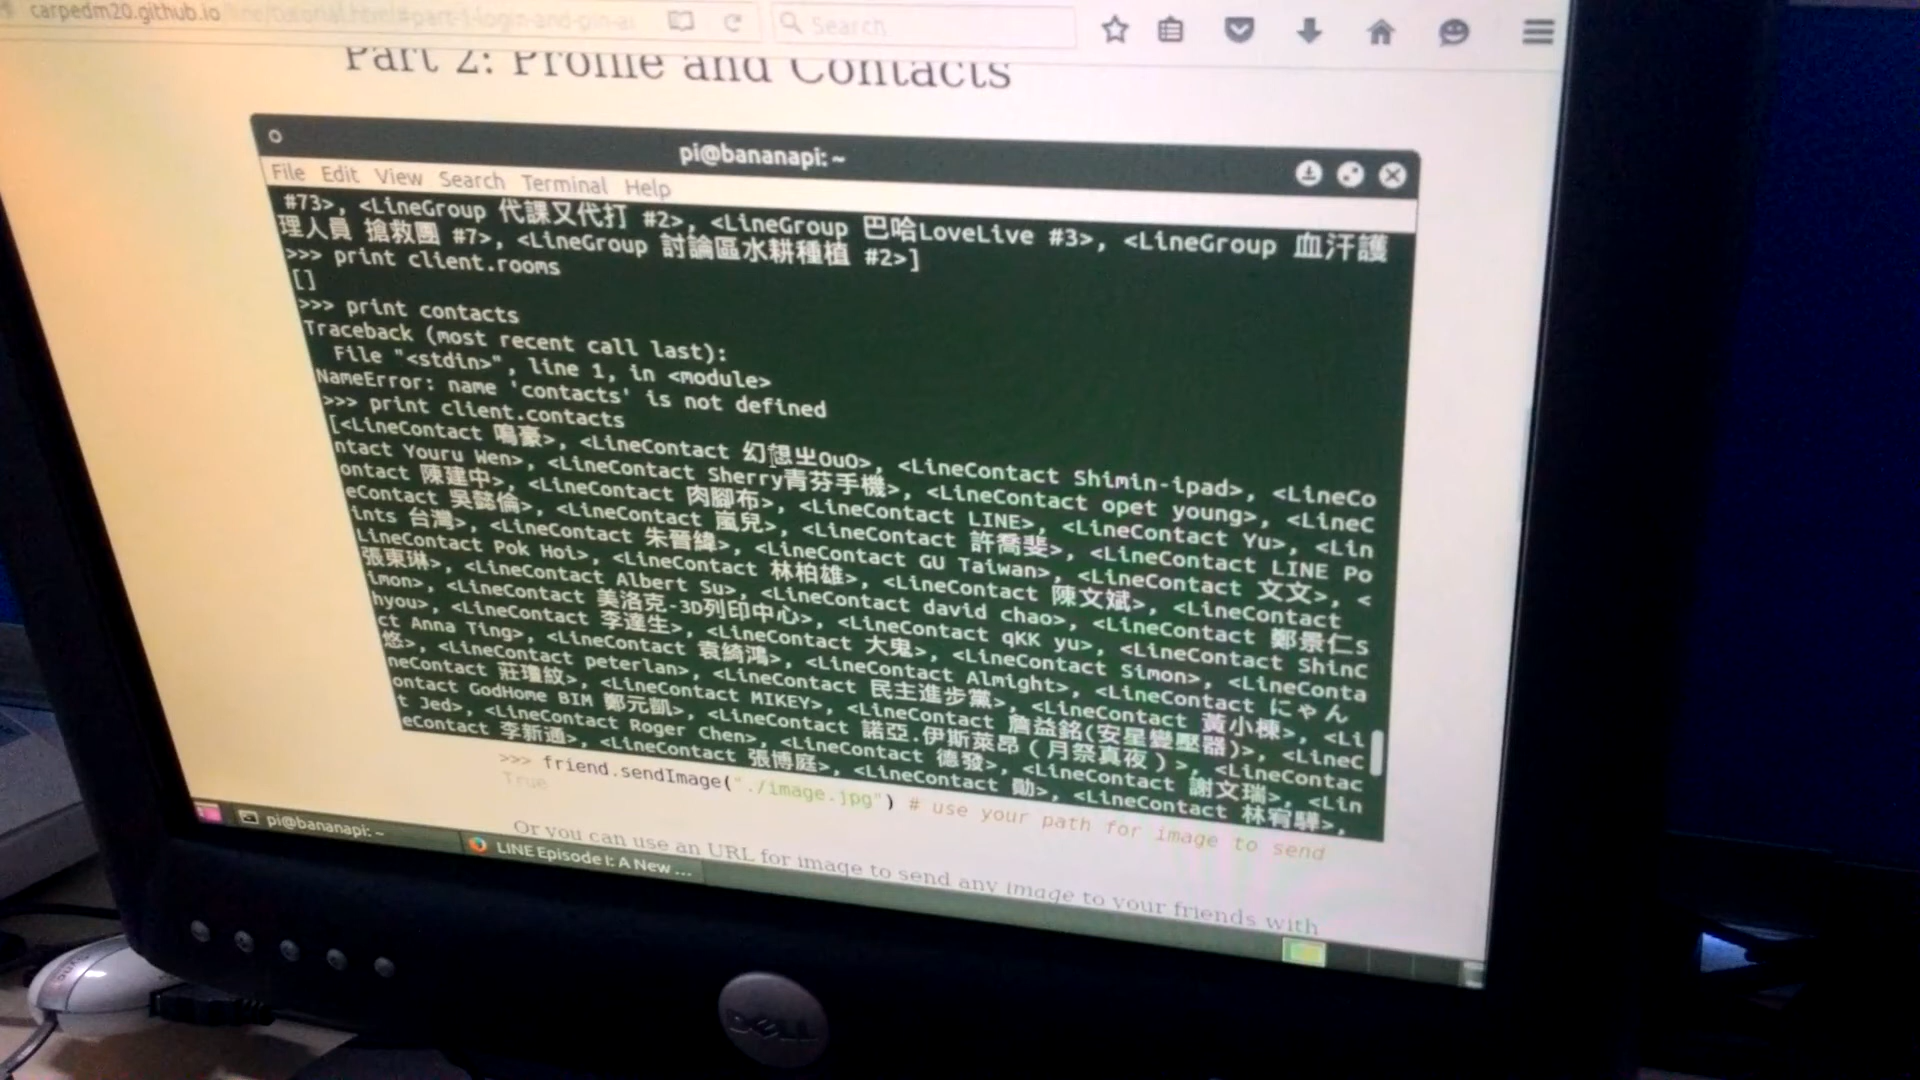 carpedm20.github.io/line/tutorial.html#part-1-login-and-pin-au
Search
Part 2: Profile and Contacts
pi@bananapi: ~
File Edit View Search Terminal Help
#73>, <LineGroup 代課又代打 #2>, <LineGroup 巴哈LoveLive #3>, <LineGroup 血汗護
理人員 搶救團 #7>, <LineGroup 討論區水耕種植 #2>]
>>> print client.rooms
[]
>>> print contacts
Traceback (most recent call last):
File "<stdin>", line 1, in <module>
NameError: name 'contacts' is not defined
>>> print client.contacts
[<LineContact 鳴豪>, <LineContact 幻想出OuO>, <LineContact Shimin-ipad>, <LineCo
ntact Youru Wen>, <LineContact Sherry青芬手機>, <LineContact opet young>, <LineC
ontact 陳建中>, <LineContact 肉腳布>, <LineContact LINE>, <LineContact Yu>, <Lin
eContact 吳懿倫>, <LineContact 嵐兒>, <LineContact 許喬斐>, <LineContact LINE Po
ints 台灣>, <LineContact 朱晉緯>, <LineContact GU Taiwan>, <LineContact 文文>, <
LineContact Pok Hoi>, <LineContact 林柏雄>, <LineContact 陳文斌>, <LineContact
張東琳>, <LineContact Albert Su>, <LineContact david chao>, <LineContact 鄭景仁s
imon>, <LineContact 美洛克-3D列印中心>, <LineContact qKK yu>, <LineContact ShinC
hyou>, <LineContact 李達生>, <LineContact 大鬼>, <LineContact Simon>, <LineConta
ct Anna Ting>, <LineContact 袁綺鴻>, <LineContact Almight>, <LineContact にゃん
悠>, <LineContact peterlan>, <LineContact 民主進步黨>, <LineContact 黃小棟>, <Li
neContact 莊瓊紋>, <LineContact MIKEY>, <LineContact 詹益銘(安星變壓器)>, <LineC
ontact GodHome BIM 鄭元凱>, <LineContact 諾亞.伊斯萊昂（月祭真夜）>, <LineContac
t Jed>, <LineContact Roger Chen>, <LineContact 德發>, <LineContact 謝文瑞>, <Lin
eContact 李新通>, <LineContact 張博庭>, <LineContact 勛>, <LineContact 林宥驊>,
>>> friend.sendImage("./image.jpg") # use your path for image to send
True
Or you can use an URL for image to send any image to your friends with
pi@bananapi: ~
LINE Episode I: A New ...
DELL